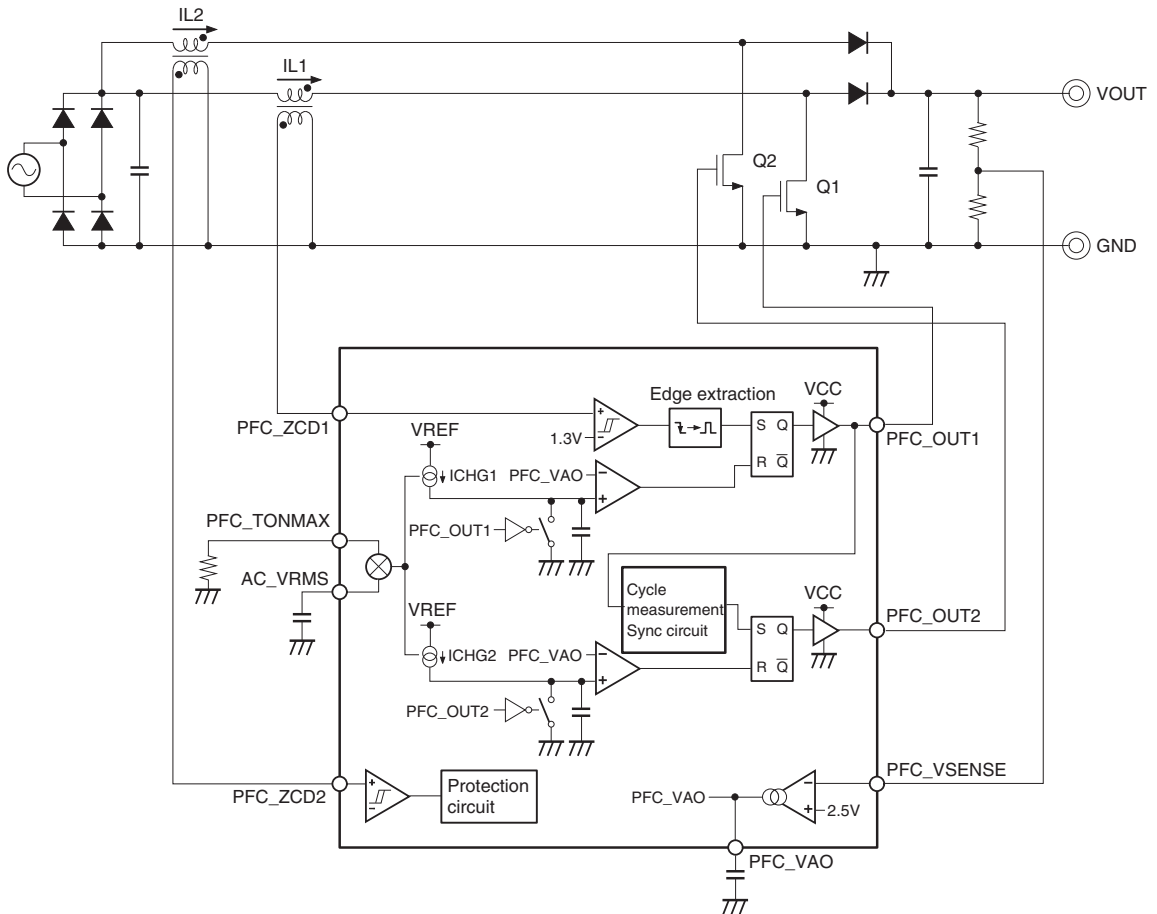 IL2
IL1
VOUT
Q2
Q1
GND
PFC_ZCD1
Edge extraction
VCC
1.3V
S Q
R Q̅
PFC_OUT1
VREF
ICHG1
PFC_VAO
PFC_TONMAX
PFC_OUT1
AC_VRMS
Cycle
measurement
Sync circuit
VCC
S Q
R Q̅
PFC_OUT2
VREF
ICHG2
PFC_VAO
PFC_OUT2
PFC_ZCD2
Protection
circuit
PFC_VAO
2.5V
PFC_VSENSE
PFC_VAO